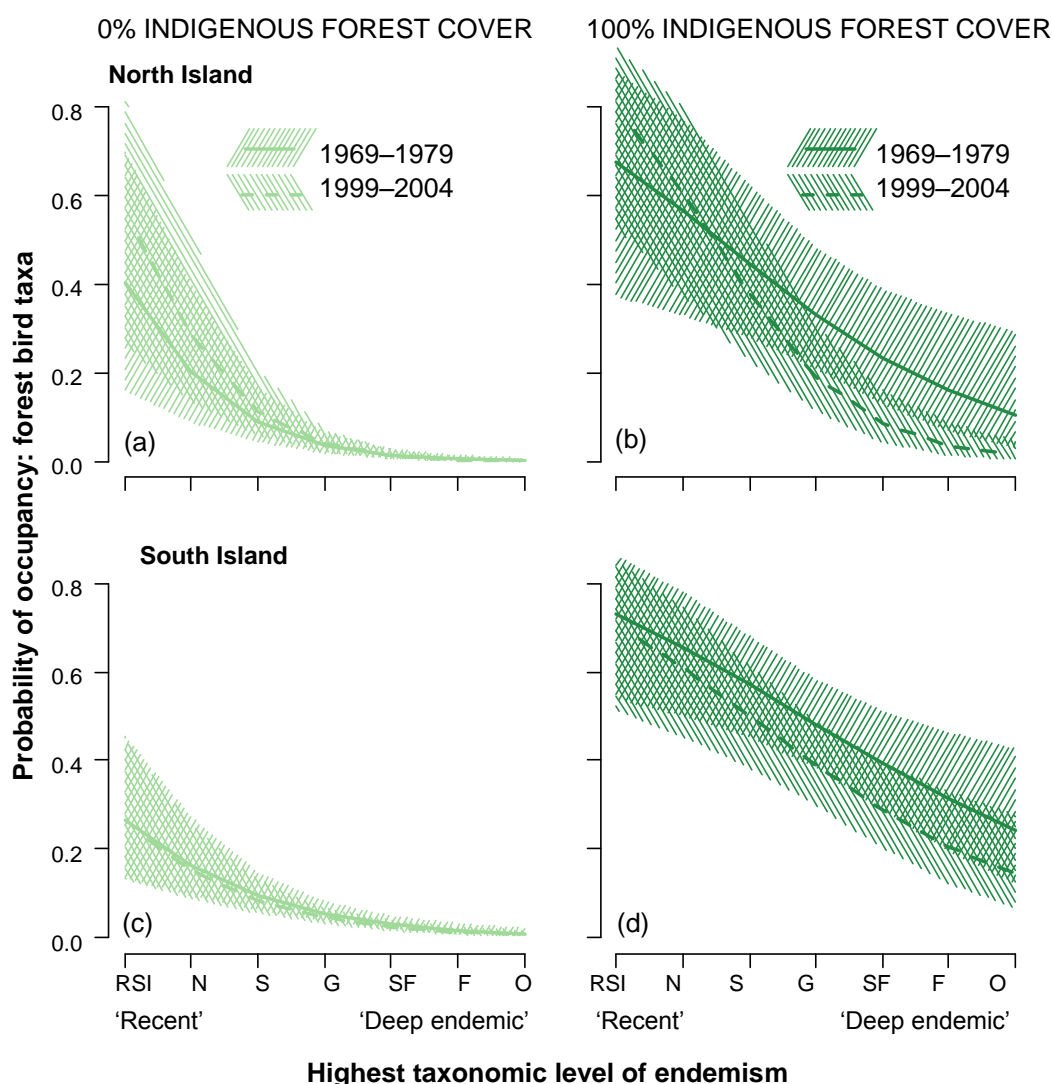 0% INDIGENOUS FOREST COVER
100% INDIGENOUS FOREST COVER
North Island
0.8
0.6
0.4
0.2
0.0
1969–1979
1999–2004
(a)
1969–1979
1999–2004
(b)
Probability of occupancy: forest bird taxa
South Island
0.8
0.6
0.4
0.2
0.0
(c)
(d)
RSI N S G SF F O
RSI N S G SF F O
‘Recent’ ‘Deep endemic’
‘Recent’ ‘Deep endemic’
Highest taxonomic level of endemism